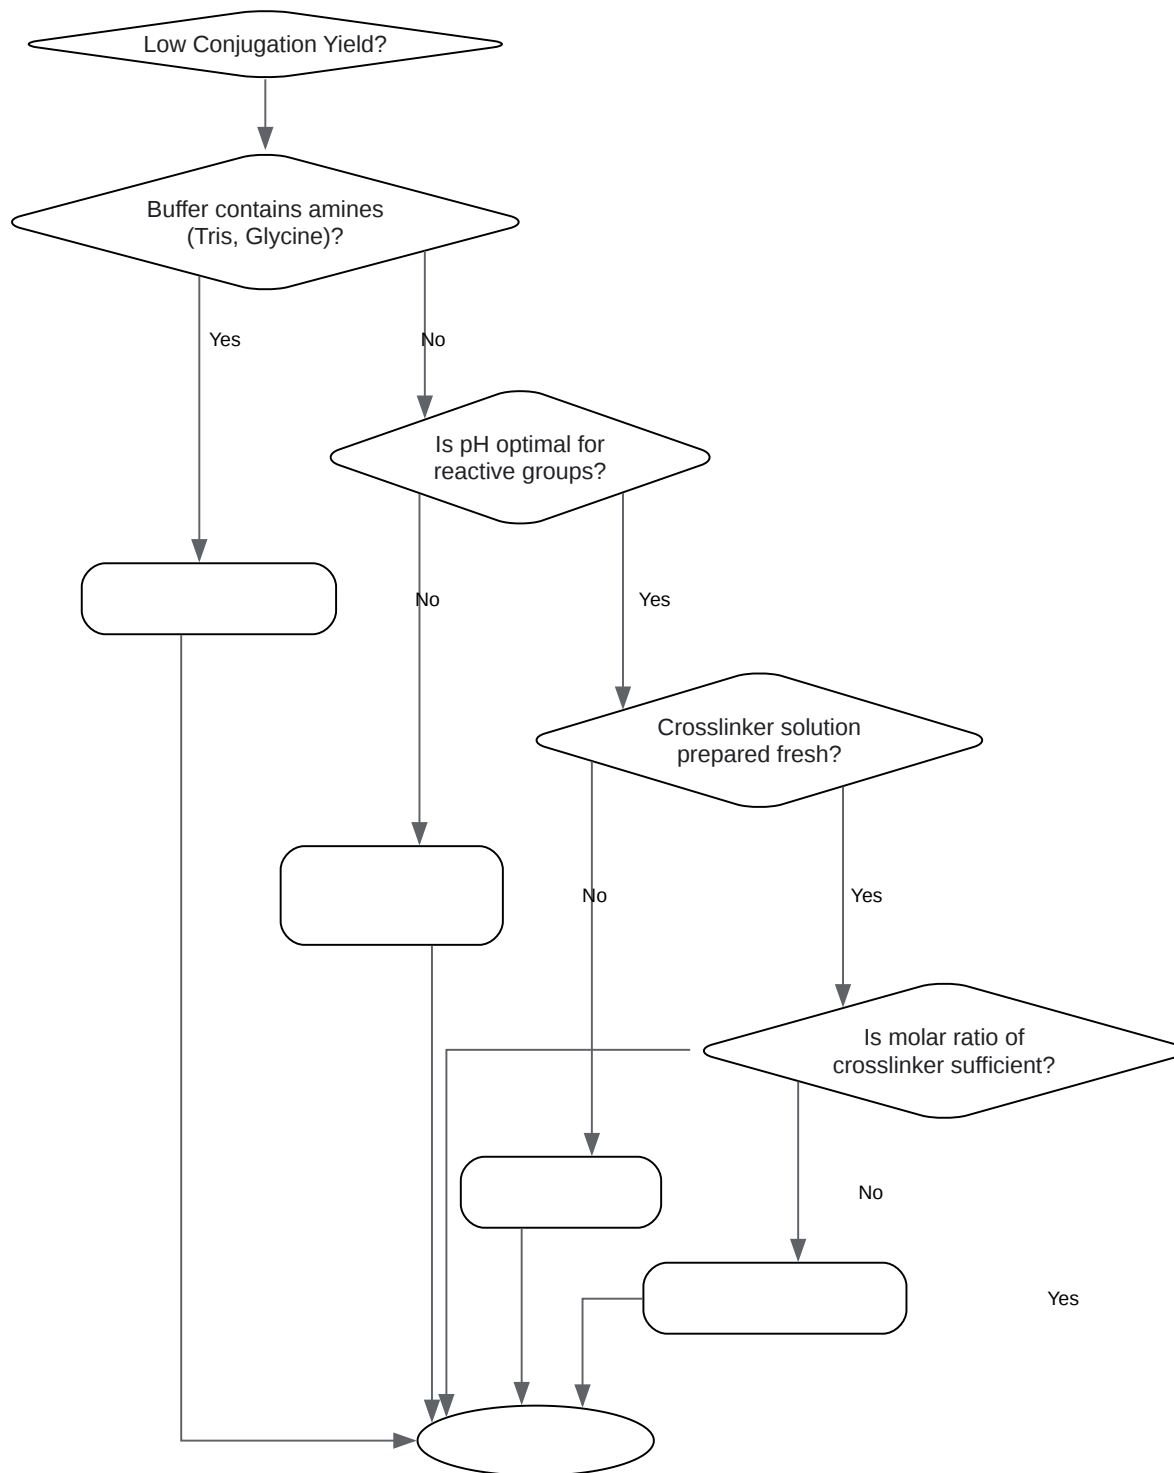 Low Conjugation Yield?
Buffer contains amines
(Tris, Glycine)?
Yes
No
Is pH optimal for
reactive groups?
No
Yes
Crosslinker solution
prepared fresh?
No
Yes
Is molar ratio of
crosslinker sufficient?
No
Yes